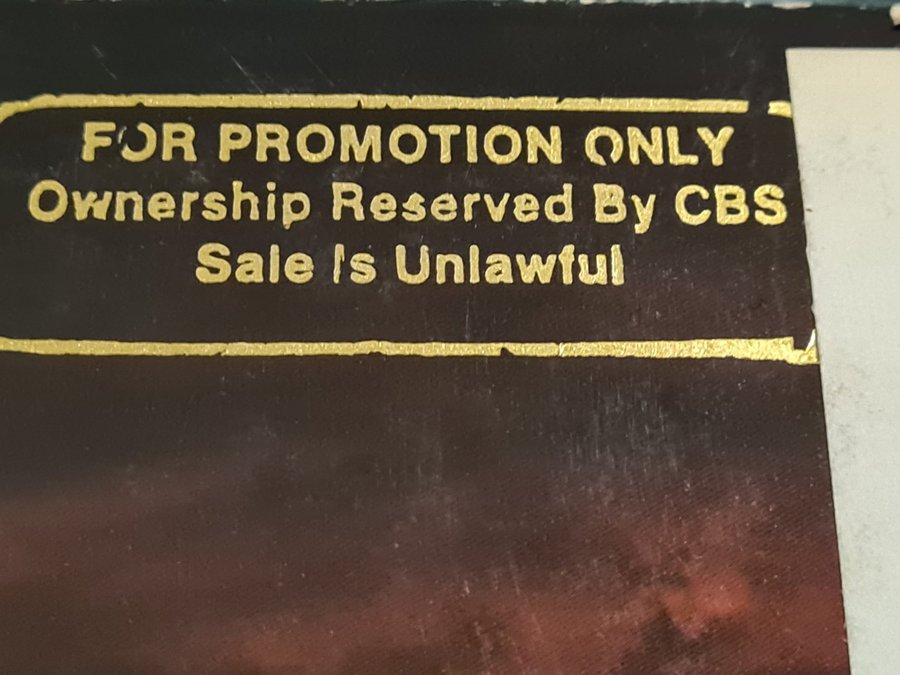 FOR PROMOTION ONLY
Ownership Reserved By CBS
Sale Is Unlawful